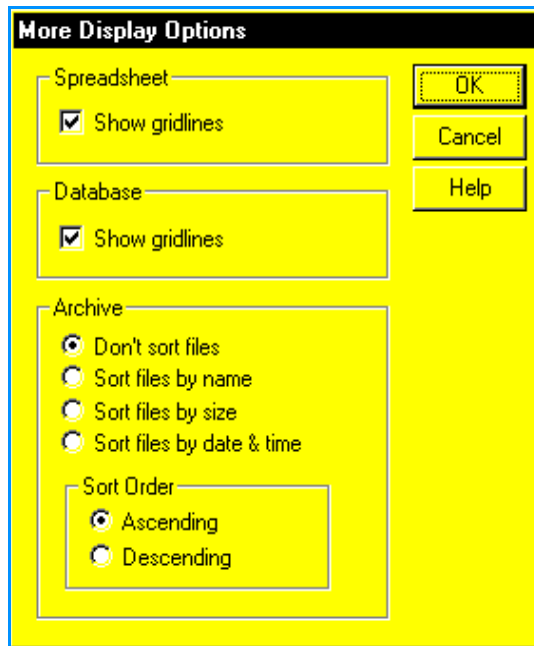 More Display Options
Spreadsheet
Show gridlines
OK
Cancel
Help
Database
Show gridlines
Archive
Don't sort files
Sort files by name
Sort files by size
Sort files by date & time
Sort Order
Ascending
Descending